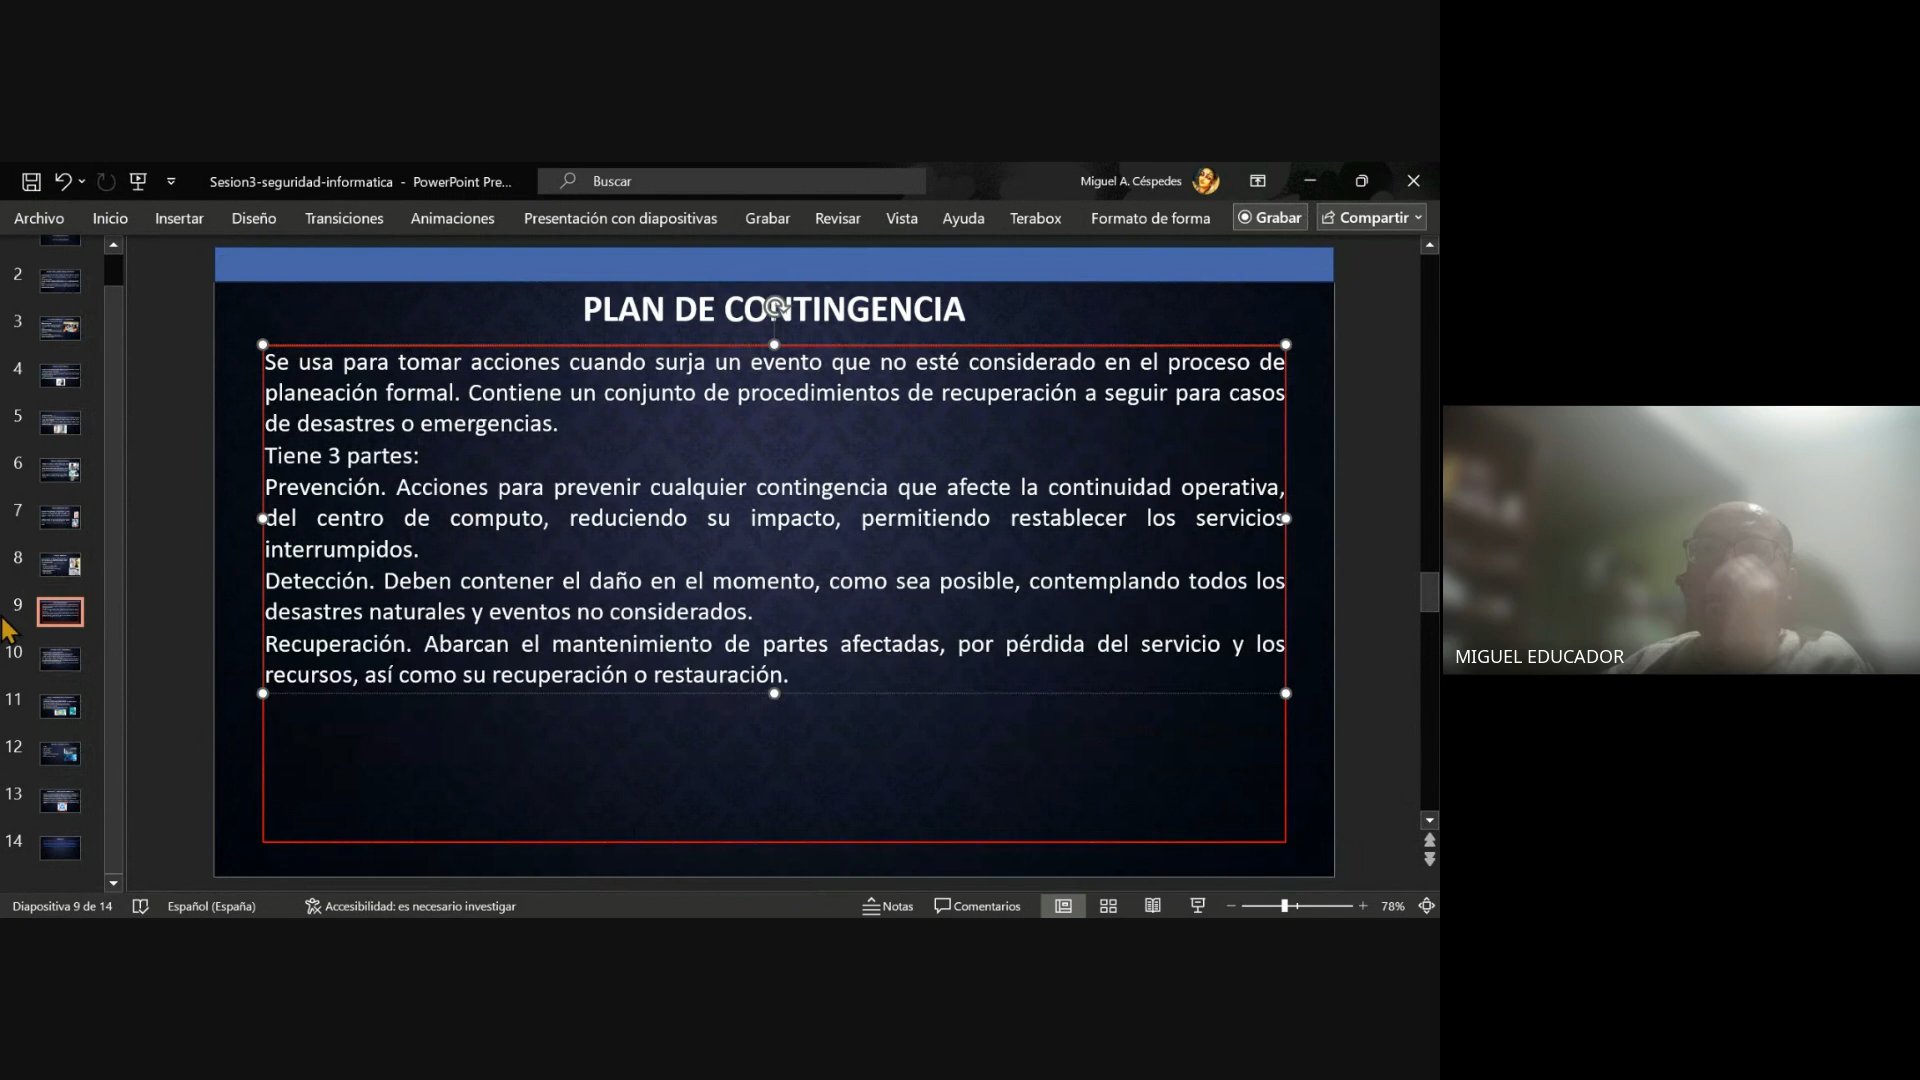 Sesion3-seguridad-informatica - PowerPoint Pre...
Buscar
Miguel A. Céspedes
Archivo Inicio Insertar Diseño Transiciones Animaciones Presentación con diapositivas Grabar Revisar Vista Ayuda Terabox Formato de forma Grabar Compartir
2
3
4
5
6
7
8
9
10
11
12
13
14
PLAN DE CONTINGENCIA
Se usa para tomar acciones cuando surja un evento que no esté considerado en el proceso de
planeación formal. Contiene un conjunto de procedimientos de recuperación a seguir para casos
de desastres o emergencias.
Tiene 3 partes:
Prevención. Acciones para prevenir cualquier contingencia que afecte la continuidad operativa,
del centro de computo, reduciendo su impacto, permitiendo restablecer los servicios
interrumpidos.
Detección. Deben contener el daño en el momento, como sea posible, contemplando todos los
desastres naturales y eventos no considerados.
Recuperación. Abarcan el mantenimiento de partes afectadas, por pérdida del servicio y los
recursos, así como su recuperación o restauración.
Diapositiva 9 de 14 Español (España) Accesibilidad: es necesario investigar Notas Comentarios 78%
MIGUEL EDUCADOR